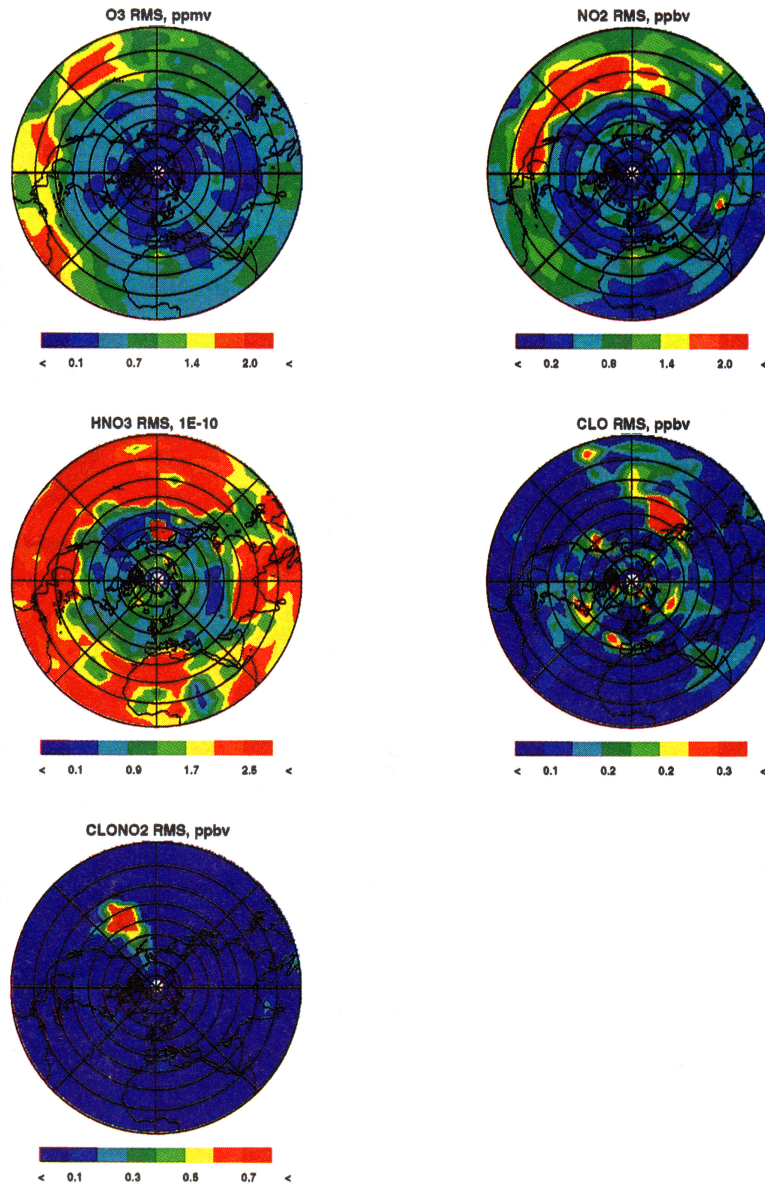 O3 RMS, ppmv
NO2 RMS, ppbv
< 0.1 0.7 1.4 2.0 <
< 0.2 0.8 1.4 2.0 <
HNO3 RMS, 1E-10
CLO RMS, ppbv
< 0.1 0.9 1.7 2.5 <
< 0.1 0.2 0.2 0.3 <
CLONO2 RMS, ppbv
< 0.1 0.3 0.5 0.7 <